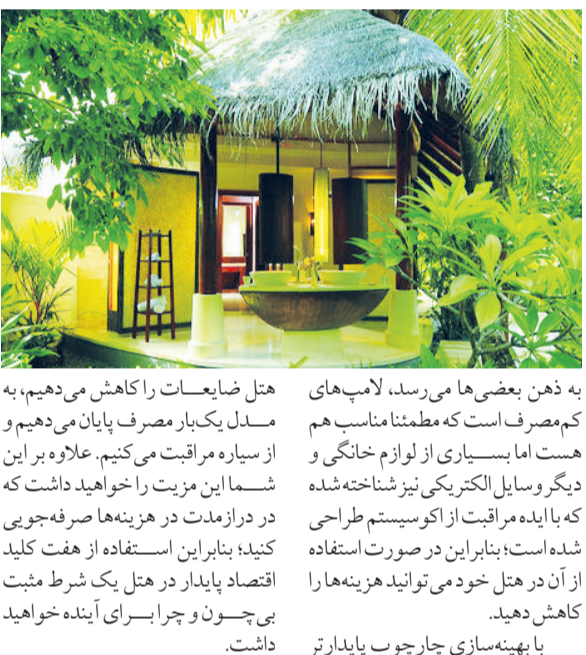 به ذهن بعضی‌ها می‌رسد، لامپ‌های
کم‌مصرف است که مطمئنا مناسب هم
هست اما بسیاری از لوازم خانگی و
دیگر وسایل الکتریکی نیز شناخته‌شده
که با ایده مراقبت از اکوسیستم طراحی
شده است؛ بنابراین در صورت استفاده
از آن در هتل خود می‌توانید هزینه‌ها را
کاهش دهید.
با بهینه‌سازی چارچوب پایدارتر
هتل ضایعات را کاهش می‌دهیم، به
مدل یک‌بار مصرف پایان می‌دهیم و
از سیاره مراقبت می‌کنیم. علاوه بر این
شما این مزیت را خواهید داشت که
در درازمدت در هزینه‌ها صرفه‌جویی
کنید؛ بنابراین استفاده از هفت کلید
اقتصاد پایدار در هتل یک شرط مثبت
بی‌چون و چرا برای آینده خواهید
داشت.